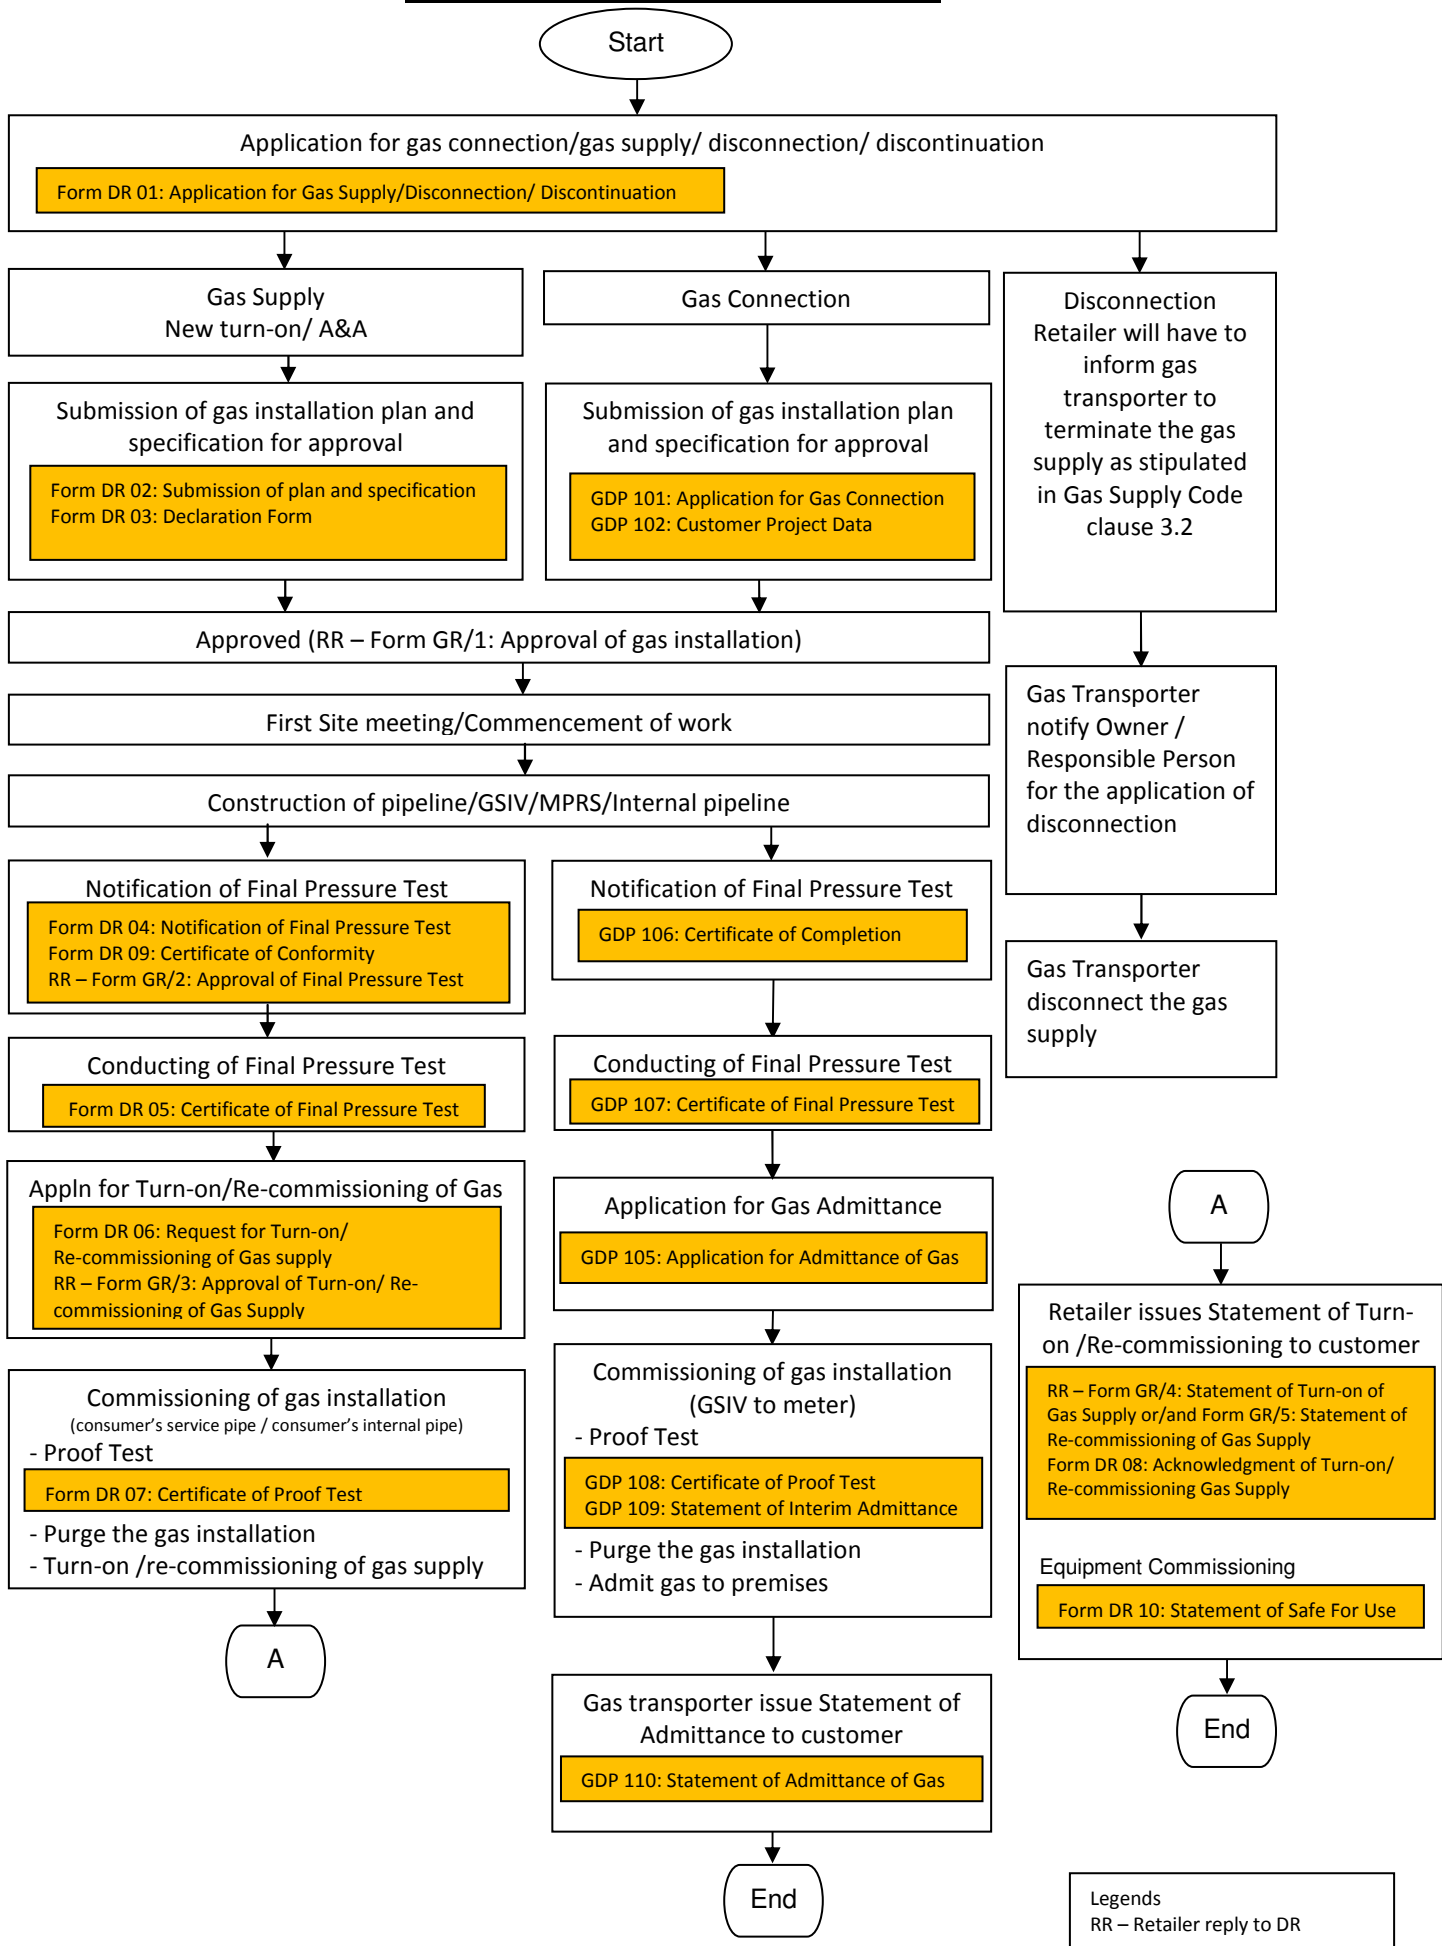 Start
Application for gas connection/gas supply/ disconnection/ discontinuation
Form DR 01: Application for Gas Supply/Disconnection/ Discontinuation
Gas Supply
New turn-on/ A&A
Gas Connection
Disconnection
Retailer will have to
inform gas
transporter to
terminate the gas
supply as stipulated
in Gas Supply Code
clause 3.2
Submission of gas installation plan and
specification for approval
Form DR 02: Submission of plan and specification
Form DR 03: Declaration Form
Submission of gas installation plan
and specification for approval
GDP 101: Application for Gas Connection
GDP 102: Customer Project Data
Approved (RR – Form GR/1: Approval of gas installation)
First Site meeting/Commencement of work
Construction of pipeline/GSIV/MPRS/Internal pipeline
Gas Transporter
notify Owner /
Responsible Person
for the application of
disconnection
Gas Transporter
disconnect the gas
supply
Notification of Final Pressure Test
Form DR 04: Notification of Final Pressure Test
Form DR 09: Certificate of Conformity
RR – Form GR/2: Approval of Final Pressure Test
Conducting of Final Pressure Test
Form DR 05: Certificate of Final Pressure Test
Appln for Turn-on/Re-commissioning of Gas
Form DR 06: Request for Turn-on/
Re-commissioning of Gas supply
RR – Form GR/3: Approval of Turn-on/ Re-
commissioning of Gas Supply
Commissioning of gas installation
(consumer's service pipe / consumer's internal pipe)
- Proof Test
Form DR 07: Certificate of Proof Test
- Purge the gas installation
- Turn-on /re-commissioning of gas supply
A
Notification of Final Pressure Test
GDP 106: Certificate of Completion
Conducting of Final Pressure Test
GDP 107: Certificate of Final Pressure Test
Application for Gas Admittance
GDP 105: Application for Admittance of Gas
Commissioning of gas installation
(GSIV to meter)
- Proof Test
GDP 108: Certificate of Proof Test
GDP 109: Statement of Interim Admittance
- Purge the gas installation
- Admit gas to premises
Gas transporter issue Statement of
Admittance to customer
GDP 110: Statement of Admittance of Gas
End
A
Retailer issues Statement of Turn-
on /Re-commissioning to customer
RR – Form GR/4: Statement of Turn-on of
Gas Supply or/and Form GR/5: Statement of
Re-commissioning of Gas Supply
Form DR 08: Acknowledgment of Turn-on/
Re-commissioning Gas Supply
Equipment Commissioning
Form DR 10: Statement of Safe For Use
End
Legends
RR – Retailer reply to DR